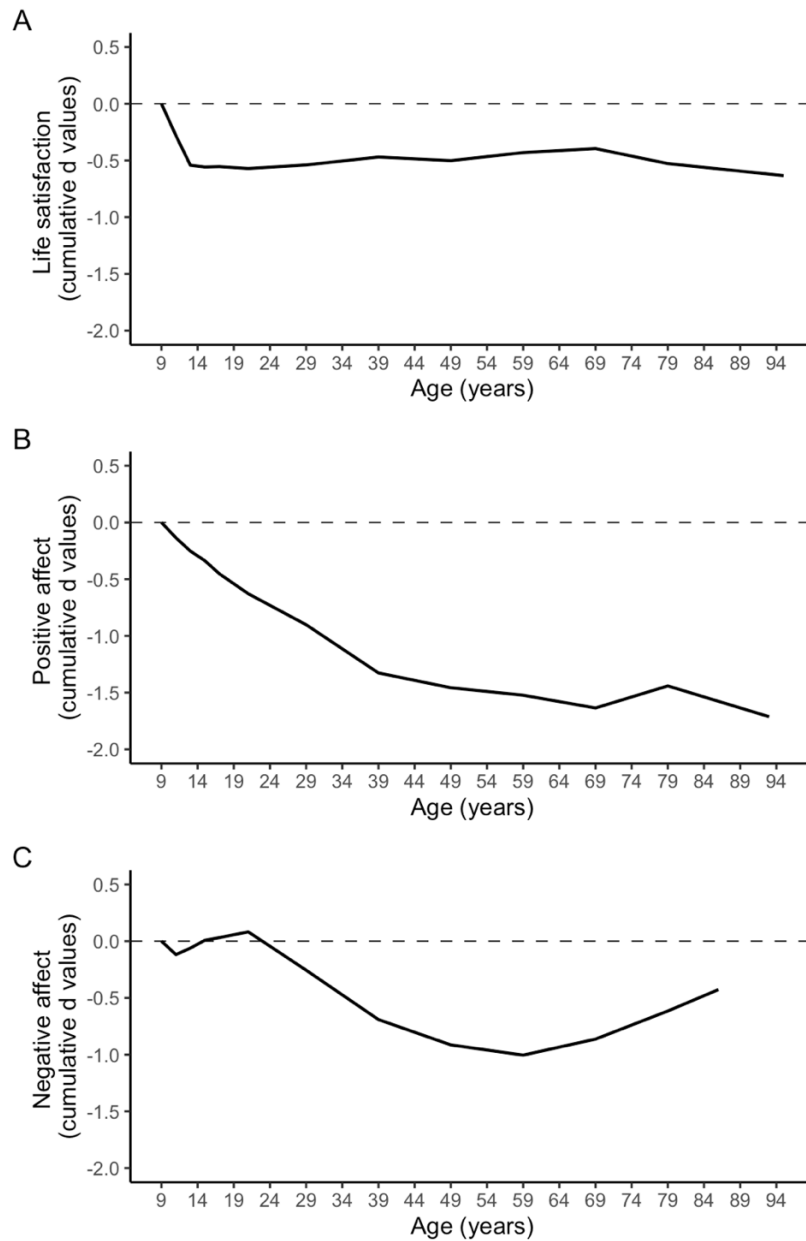 A
Life satisfaction
(cumulative d values)
0.5
0.0
-0.5
-1.0
-1.5
-2.0
9 14 19 24 29 34 39 44 49 54 59 64 69 74 79 84 89 94
Age (years)
B
Positive affect
(cumulative d values)
0.5
0.0
-0.5
-1.0
-1.5
-2.0
9 14 19 24 29 34 39 44 49 54 59 64 69 74 79 84 89 94
Age (years)
C
Negative affect
(cumulative d values)
0.5
0.0
-0.5
-1.0
-1.5
-2.0
9 14 19 24 29 34 39 44 49 54 59 64 69 74 79 84 89 94
Age (years)